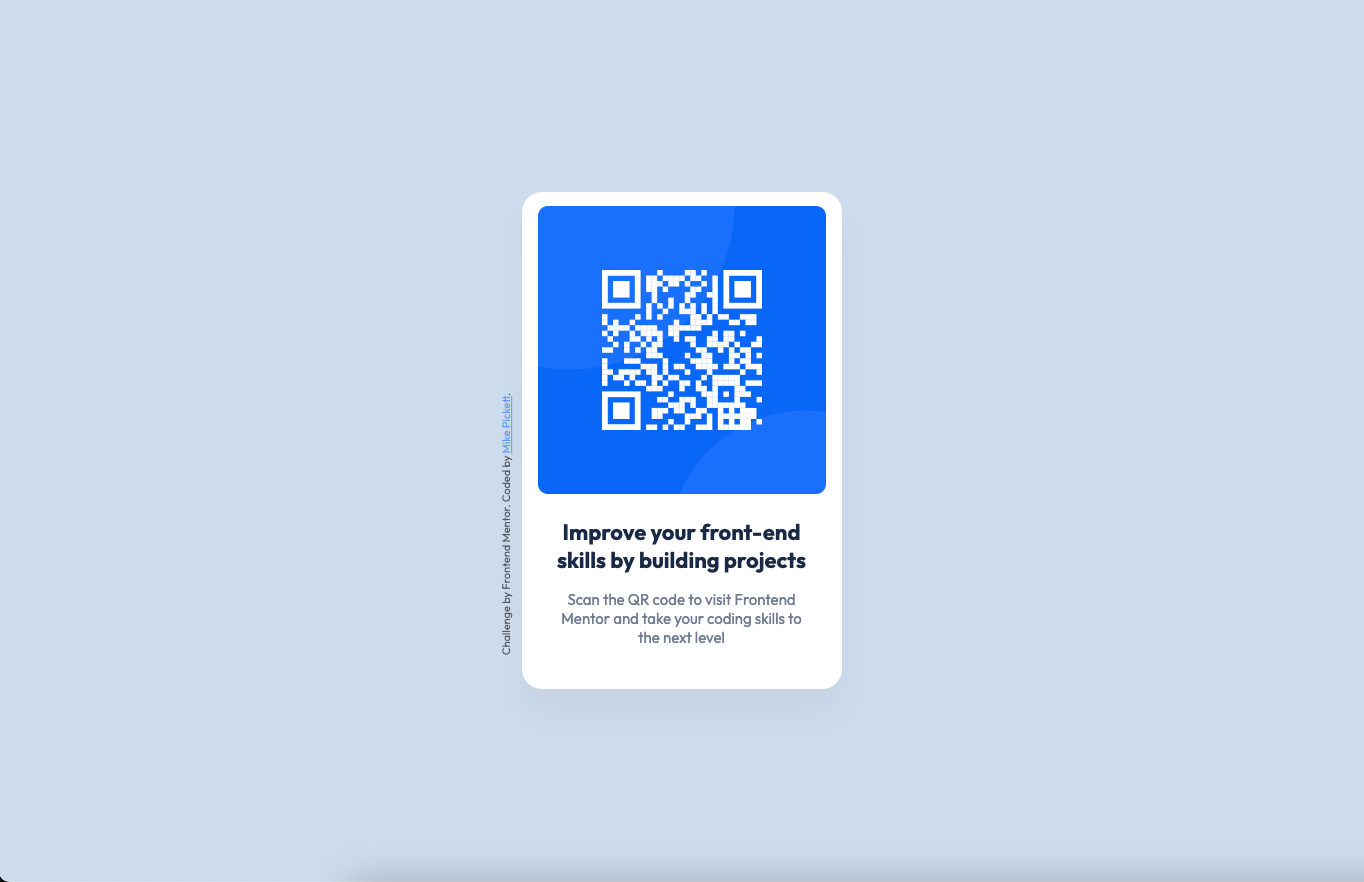 Improve your front-end
skills by building projects
Scan the QR code to visit Frontend
Mentor and take your coding skills to
the next level
Challenge by Frontend Mentor. Coded by Mike Pickett.